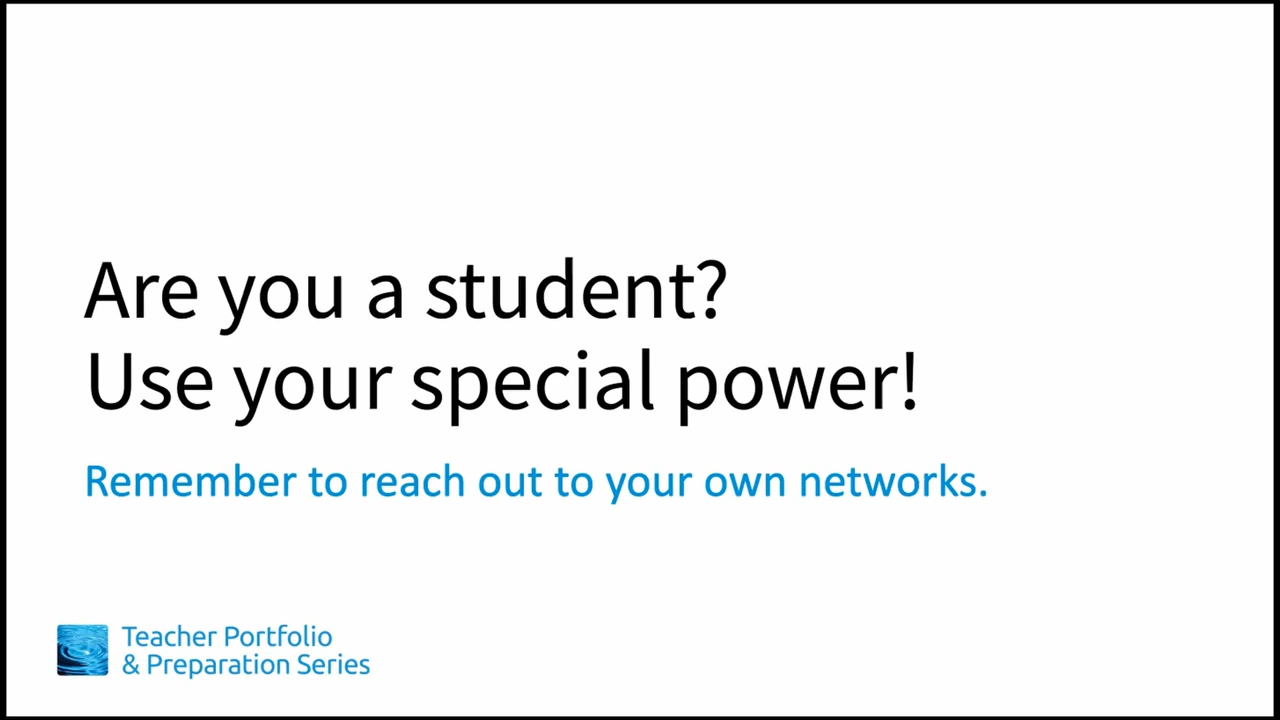 Are you a student?
Use your special power!
Remember to reach out to your own networks.
Teacher Portfolio
& Preparation Series